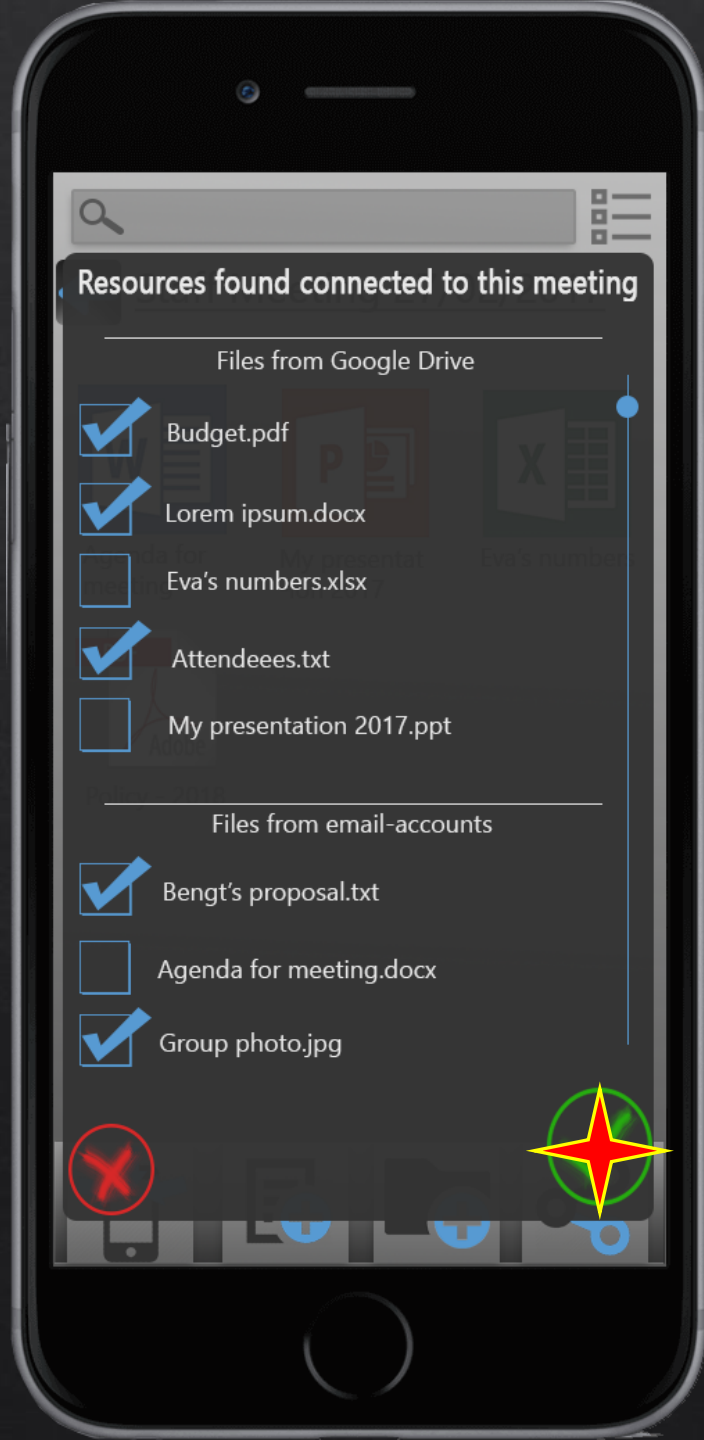 Resources found connected to this meeting
Files from Google Drive
Budget.pdf
Lorem ipsum.docx
Eva's numbers.xlsx
Attendeees.txt
My presentation 2017.ppt
Files from email-accounts
Bengt's proposal.txt
Agenda for meeting.docx
Group photo.jpg